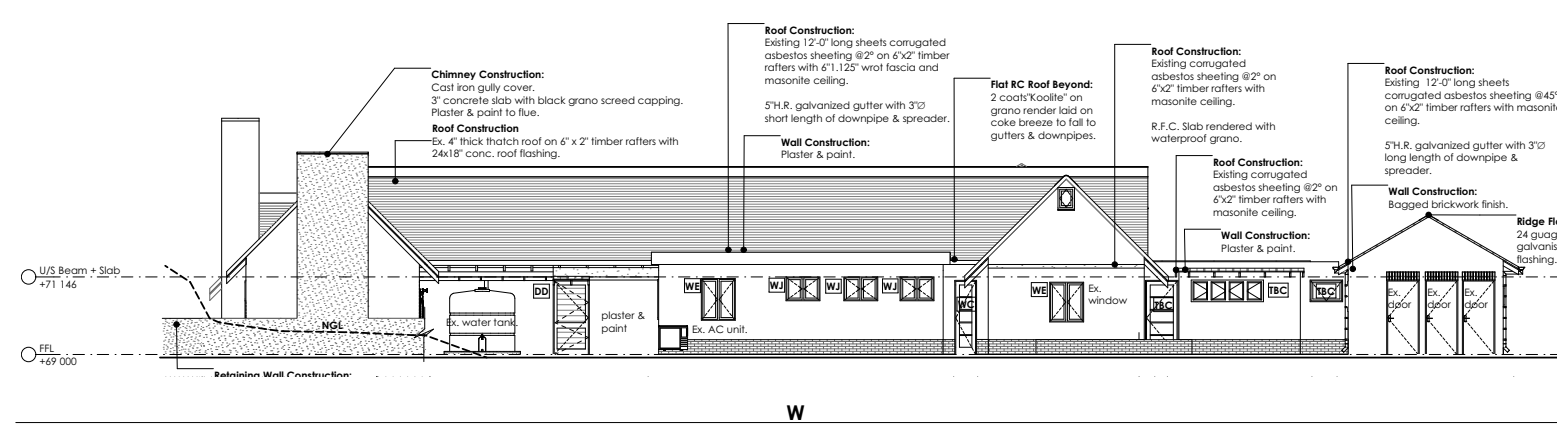 Roof Construction:
Existing 12'-0" long sheets corrugated
asbestos sheeting @2° on 6"x2" timber
rafters with 6"1.125" wrot fascia and
masonite ceiling.
5"H.R. galvanized gutter with 3"Ø
short length of downpipe & spreader.
Wall Construction:
Plaster & paint.
Chimney Construction:
Cast iron gully cover.
3" concrete slab with black grano screed capping.
Plaster & paint to flue.
Roof Construction
Ex. 4" thick thatch roof on 6" x 2" timber rafters with
24x18" conc. roof flashing.
Flat RC Roof Beyond:
2 coats"Koolite" on
grano render laid on
coke breeze to fall to
gutters & downpipes.
Roof Construction:
Existing corrugated
asbestos sheeting @2° on
6"x2" timber rafters with
masonite ceiling.
R.F.C. Slab rendered with
waterproof grano.
Roof Construction:
Existing corrugated
asbestos sheeting @2° on
6"x2" timber rafters with
masonite ceiling.
Wall Construction:
Plaster & paint.
Roof Construction:
Existing 12'-0" long sheets
corrugated asbestos sheeting @45°
on 6"x2" timber rafters with masonite
ceiling.
5"H.R. galvanized gutter with 3"Ø
long length of downpipe &
spreader.
Wall Construction:
Bagged brickwork finish.
Ridge Fl
24 guag
galvanis
flashing.
U/S Beam + Slab
+71 146
FFL
+69 000
NGL
Ex. water tank.
DD
plaster &
paint
WE
WJ
WJ
WJ
Ex. AC unit.
WC
WE
Ex.
window
TBC
TBC
TBC
Ex.
door
Ex.
door
Ex.
door
Retaining Wall Construction:
W